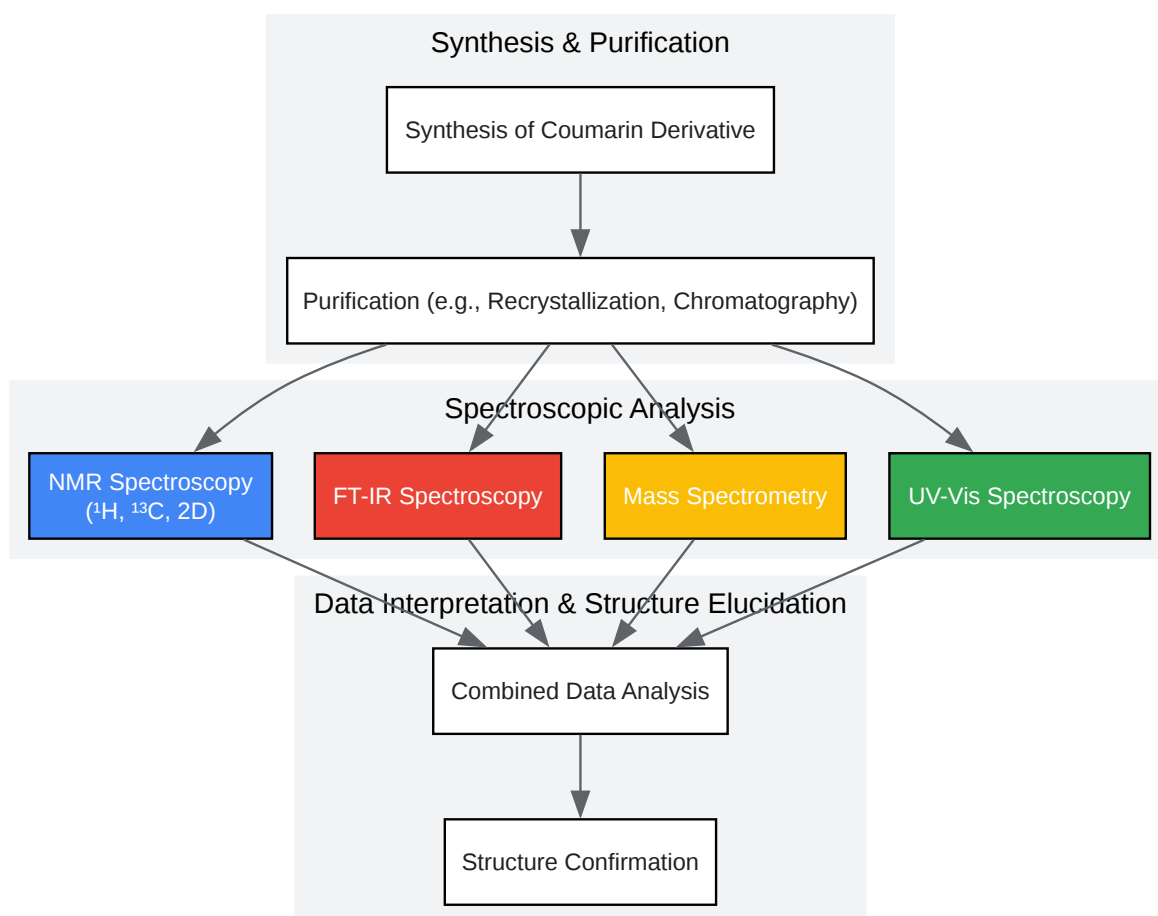 Synthesis & Purification
Synthesis of Coumarin Derivative
Purification (e.g., Recrystallization, Chromatography)
Spectroscopic Analysis
NMR Spectroscopy
(¹H, ¹³C, 2D)
FT-IR Spectroscopy
Mass Spectrometry
UV-Vis Spectroscopy
Data Interpretation & Structure Elucidation
Combined Data Analysis
Structure Confirmation